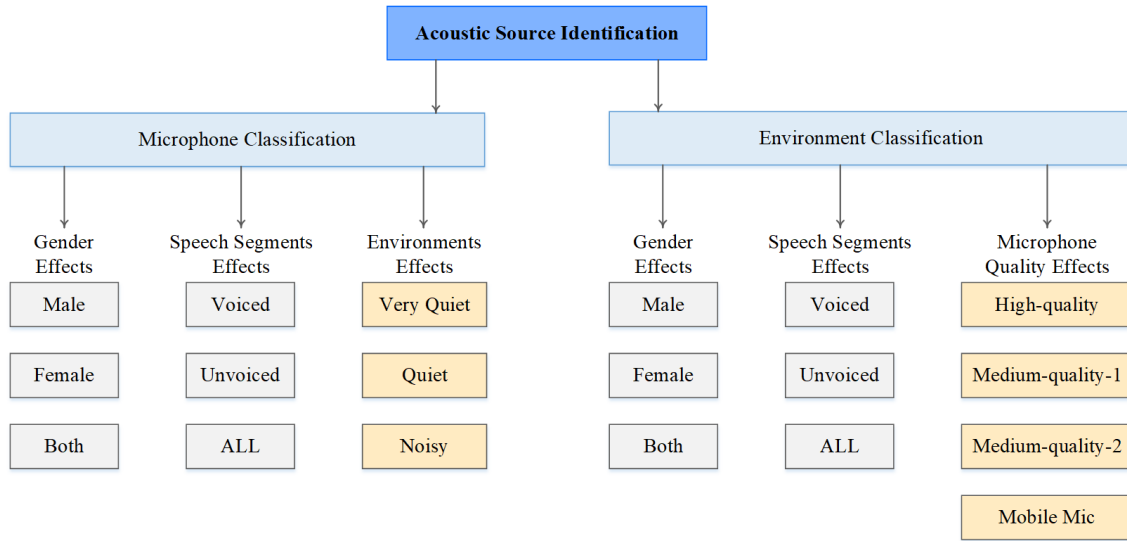 Acoustic Source Identification
Microphone Classification
Environment Classification
Gender
Effects
Speech Segments
Effects
Environments
Effects
Gender
Effects
Speech Segments
Effects
Microphone
Quality Effects
Male
Voiced
Very Quiet
Male
Voiced
High-quality
Female
Unvoiced
Quiet
Female
Unvoiced
Medium-quality-1
Both
ALL
Noisy
Both
ALL
Medium-quality-2
Mobile Mic